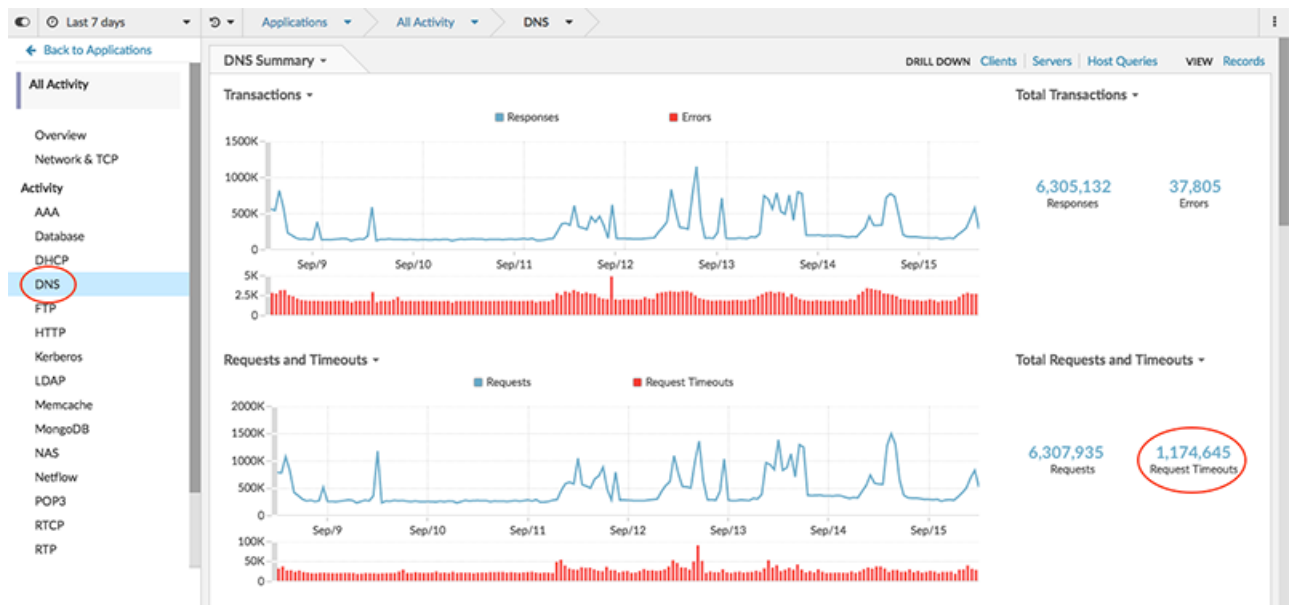 Last 7 days
Applications
All Activity
DNS
Back to Applications
All Activity
Overview
Network & TCP
Activity
AAA
Database
DHCP
DNS
FTP
HTTP
Kerberos
LDAP
Memcache
MongoDB
NAS
Netflow
POP3
RTCP
RTP
DNS Summary
DRILL DOWN Clients Servers Host Queries VIEW Records
Transactions
Responses Errors
1500K
1000K
500K
0
Sep/9 Sep/10 Sep/11 Sep/12 Sep/13 Sep/14 Sep/15
5K
2.5K
0
Total Transactions
6,305,132 37,805
Responses Errors
Requests and Timeouts
Requests Request Timeouts
2000K
1500K
1000K
500K
0
Sep/9 Sep/10 Sep/11 Sep/12 Sep/13 Sep/14 Sep/15
100K
50K
0
Total Requests and Timeouts
6,307,935 1,174,645
Requests Request Timeouts